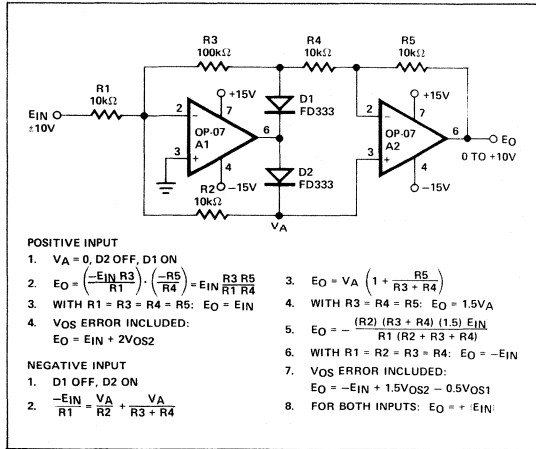 R3
100kΩ
R4
10kΩ
R5
10kΩ
R1
10kΩ
EIN
±10V
+15V
2
7
−
OP-07
A1
6
3
+
4
−15V
D1
FD333
D2
FD333
R2
10kΩ
VA
+15V
2
7
−
OP-07
A2
6
3
+
4
−15V
EO
0 TO +10V
POSITIVE INPUT
1. VA = 0, D2 OFF, D1 ON
2. EO = (−EIN R3 / R1) · (−R5 / R4) = EIN R3 R5 / R1 R4
3. WITH R1 = R3 = R4 = R5: EO = EIN
4. VOS ERROR INCLUDED:
EO = EIN + 2VOS2
NEGATIVE INPUT
1. D1 OFF, D2 ON
2. −EIN / R1 = VA / R2 + VA / R3 + R4
3. EO = VA (1 + R5 / R3 + R4)
4. WITH R3 = R4 = R5: EO = 1.5VA
5. EO = − (R2) (R3 + R4) (1.5) EIN / R1 (R2 + R3 + R4)
6. WITH R1 = R2 = R3 = R4: EO = −EIN
7. VOS ERROR INCLUDED:
EO = −EIN + 1.5VOS2 − 0.5VOS1
8. FOR BOTH INPUTS: EO = + |EIN|